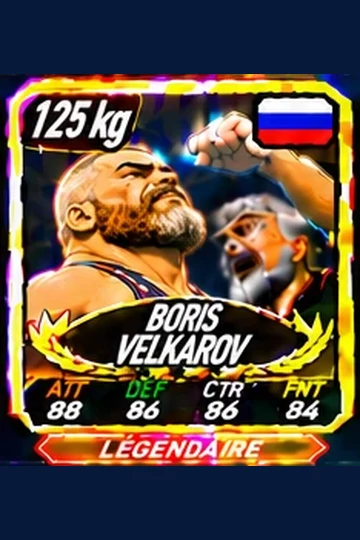 125 kg
BORIS
VELKAROV
ATT DEF CTR FNT
88 86 86 84
LÉGENDAIRE